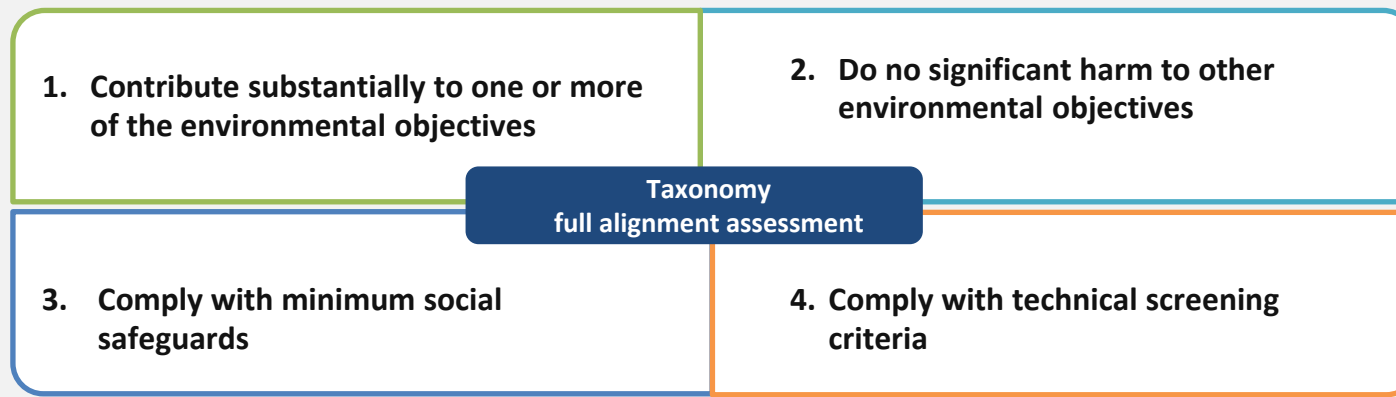 1. Contribute substantially to one or more
of the environmental objectives
2. Do no significant harm to other
environmental objectives
Taxonomy
full alignment assessment
3. Comply with minimum social
safeguards
4. Comply with technical screening
criteria